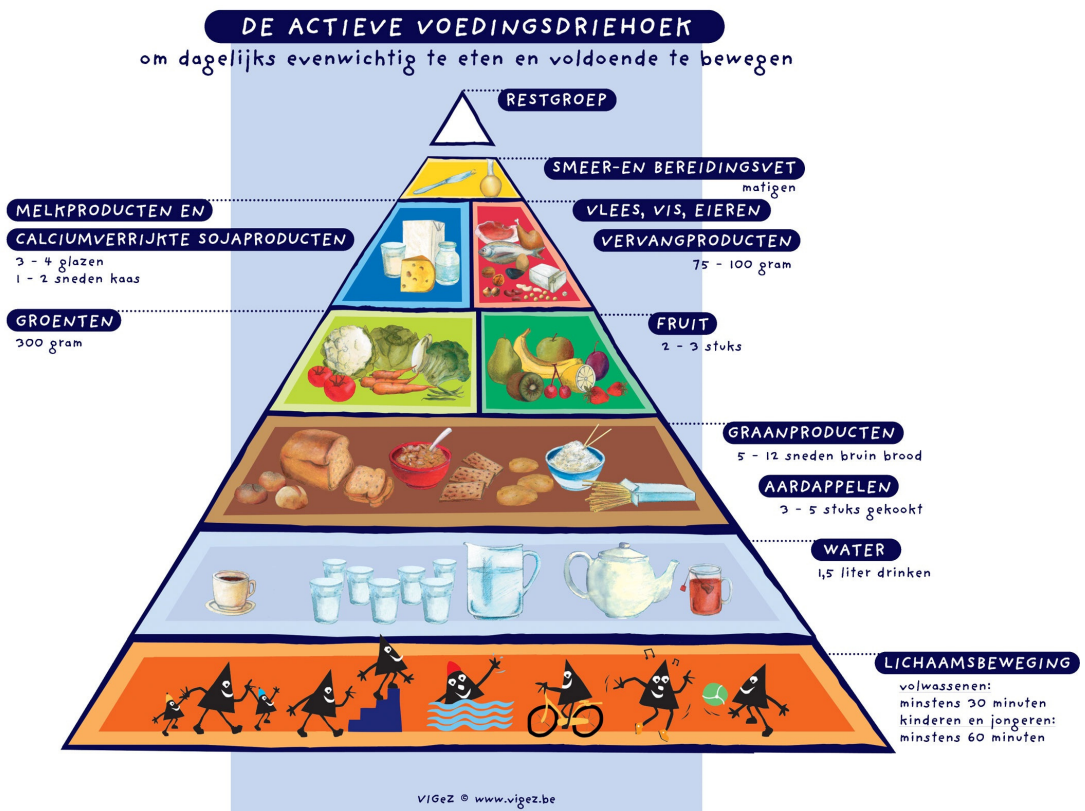 DE ACTIEVE VOEDINGSDRIEHOEK
om dagelijks evenwichtig te eten en voldoende te bewegen
RESTGROEP
SMEER-EN BEREIDINGSVET
matigen
MELKPRODUCTEN EN
CALCIUMVERRIJKTE SOJAPRODUCTEN
3 - 4 glazen
1 - 2 sneden kaas
VLEES, VIS, EIEREN
VERVANGPRODUCTEN
75 - 100 gram
GROENTEN
300 gram
FRUIT
2 - 3 stuks
GRAANPRODUCTEN
5 - 12 sneden bruin brood
AARDAPPELEN
3 - 5 stuks gekookt
WATER
1,5 liter drinken
LICHAAMSBEWEGING
volwassenen:
minstens 30 minuten
kinderen en jongeren:
minstens 60 minuten
VIGeZ © www.vigez.be